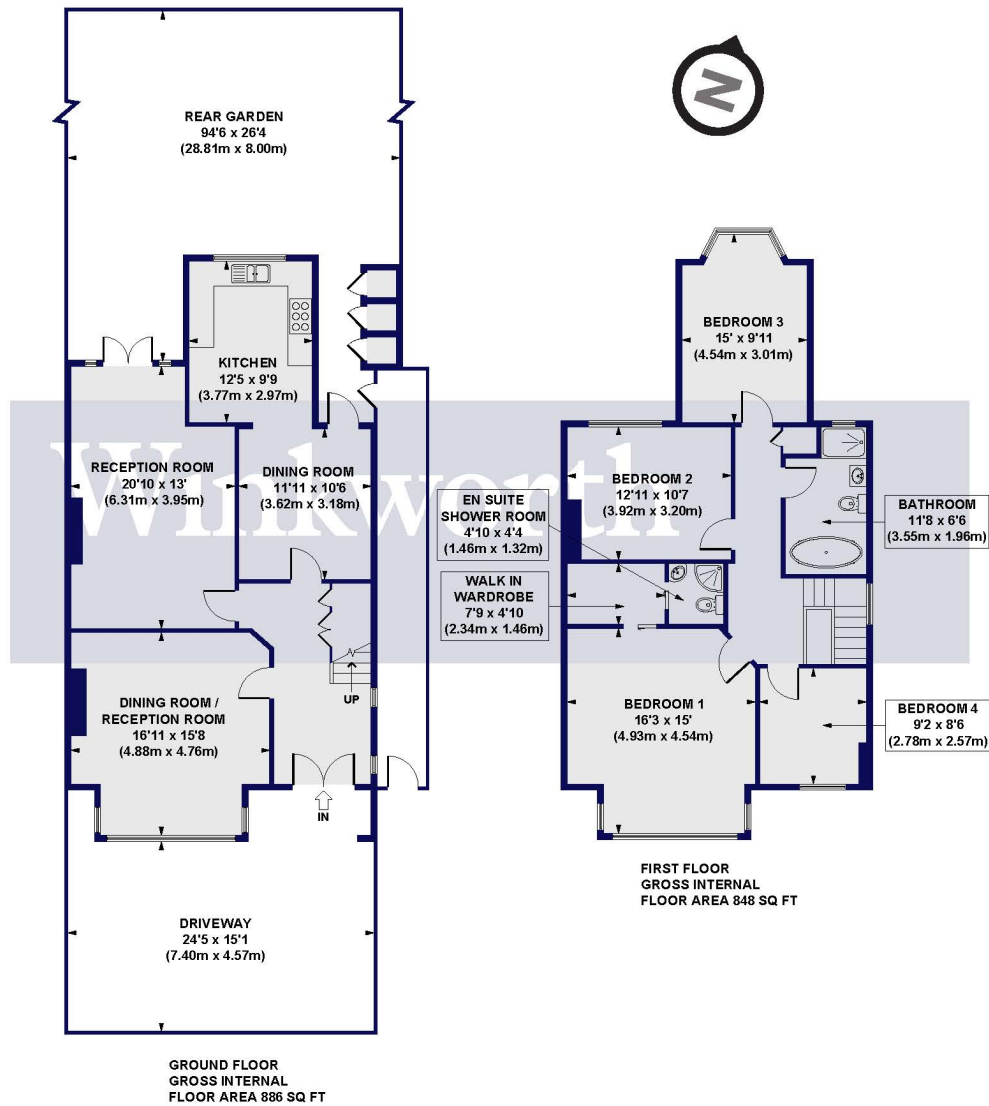 REAR GARDEN
94'6 x 26'4
(28.81m x 8.00m)
N
KITCHEN
12'5 x 9'9
(3.77m x 2.97m)
RECEPTION ROOM
20'10 x 13'
(6.31m x 3.95m)
DINING ROOM
11'11 x 10'6
(3.62m x 3.18m)
Winkworth
UP
DINING ROOM /
RECEPTION ROOM
16'11 x 15'8
(4.88m x 4.76m)
IN
DRIVEWAY
24'5 x 15'1
(7.40m x 4.57m)
GROUND FLOOR
GROSS INTERNAL
FLOOR AREA 886 SQ FT
BEDROOM 3
15' x 9'11
(4.54m x 3.01m)
BEDROOM 2
12'11 x 10'7
(3.92m x 3.20m)
EN SUITE
SHOWER ROOM
4'10 x 4'4
(1.46m x 1.32m)
BATHROOM
11'8 x 6'6
(3.55m x 1.96m)
WALK IN
WARDROBE
7'9 x 4'10
(2.34m x 1.46m)
BEDROOM 1
16'3 x 15'
(4.93m x 4.54m)
BEDROOM 4
9'2 x 8'6
(2.78m x 2.57m)
FIRST FLOOR
GROSS INTERNAL
FLOOR AREA 848 SQ FT